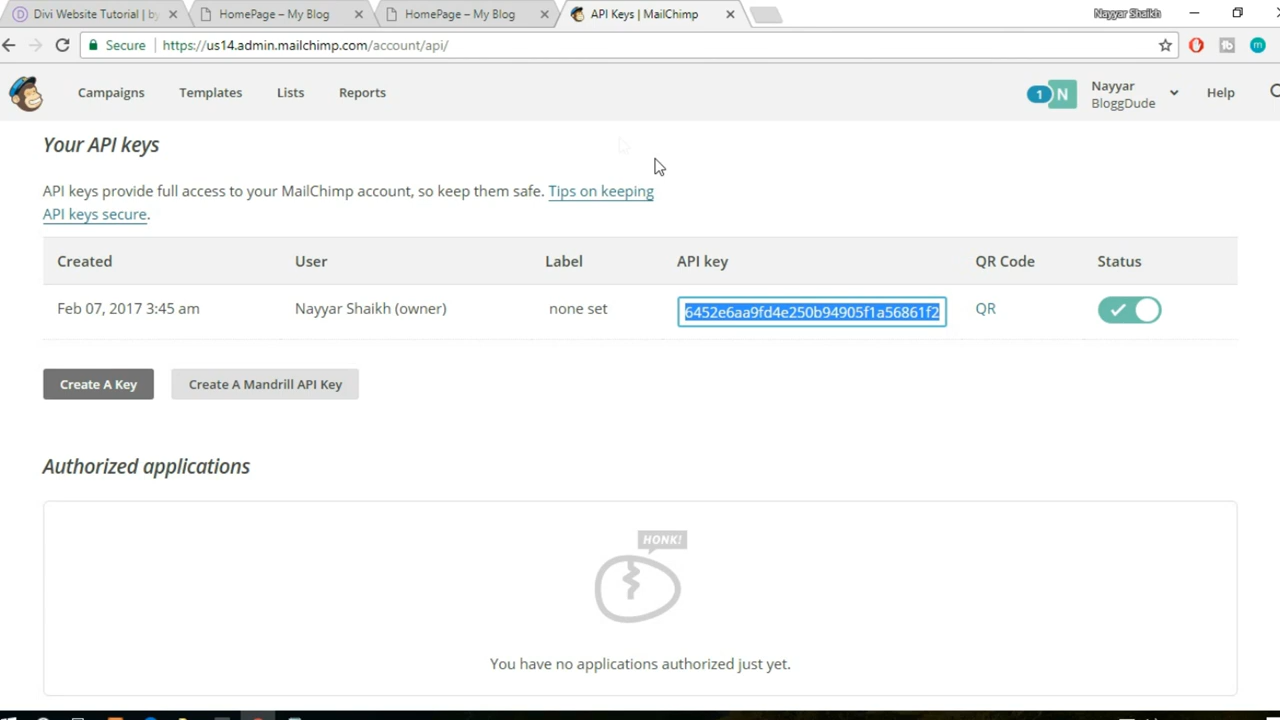 Divi Website Tutorial | by
HomePage – My Blog
HomePage – My Blog
API Keys | MailChimp
Nayyar Shaikh
Secure
https://us14.admin.mailchimp.com/account/api/
Campaigns
Templates
Lists
Reports
1
N
Nayyar
BloggDude
Help
Your API keys
API keys provide full access to your MailChimp account, so keep them safe. Tips on keeping
API keys secure.
Created
User
Label
API key
QR Code
Status
Feb 07, 2017 3:45 am
Nayyar Shaikh (owner)
none set
6452e6aa9fd4e250b94905f1a56861f2
QR
Create A Key
Create A Mandrill API Key
Authorized applications
HONK!
You have no applications authorized just yet.